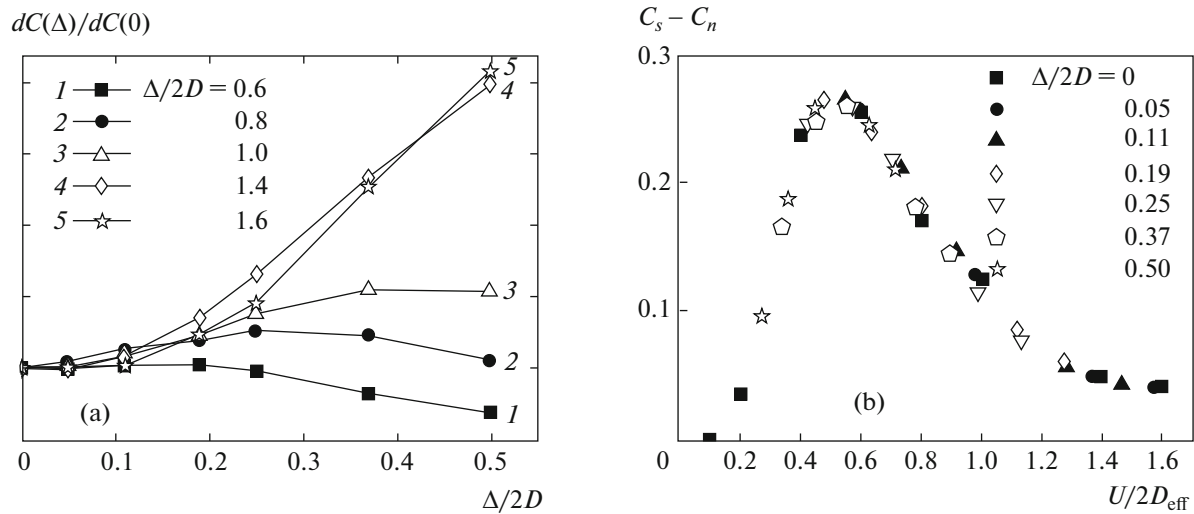 dC(Δ)/dC(0)
1 Δ/2D = 0.6
2 0.8
3 1.0
4 1.4
5 1.6
5
4
3
2
1
(a)
0 0.1 0.2 0.3 0.4 0.5
Δ/2D
C_s – C_n
0.3
0.2
0.1
Δ/2D = 0
0.05
0.11
0.19
0.25
0.37
0.50
(b)
0 0.2 0.4 0.6 0.8 1.0 1.2 1.4 1.6
U/2D_eff